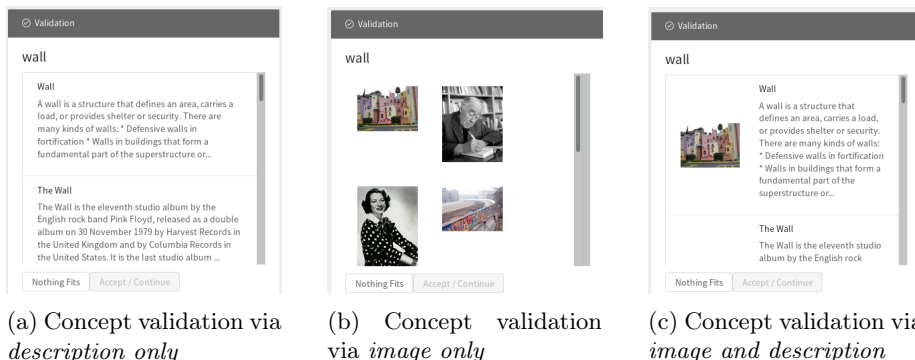 Validation
wall
Wall
A wall is a structure that defines an area, carries a
load, or provides shelter or security. There are
many kinds of walls: * Defensive walls in
fortification * Walls in buildings that form a
fundamental part of the superstructure or...
The Wall
The Wall is the eleventh studio album by the
English rock band Pink Floyd, released as a double
album on 30 November 1979 by Harvest Records in
the United Kingdom and by Columbia Records in
the United States. It is the last studio album ...
Nothing Fits Accept / Continue
(a) Concept validation via
description only
Validation
wall
Nothing Fits Accept / Continue
(b) Concept validation
via image only
Validation
wall
Wall
A wall is a structure that
defines an area, carries a load,
or provides shelter or security.
There are many kinds of walls:
* Defensive walls in fortification
* Walls in buildings that form a
fundamental part of the
superstructure or...
The Wall
The Wall is the eleventh studio
album by the English rock
Nothing Fits Accept / Continue
(c) Concept validation via
image and description